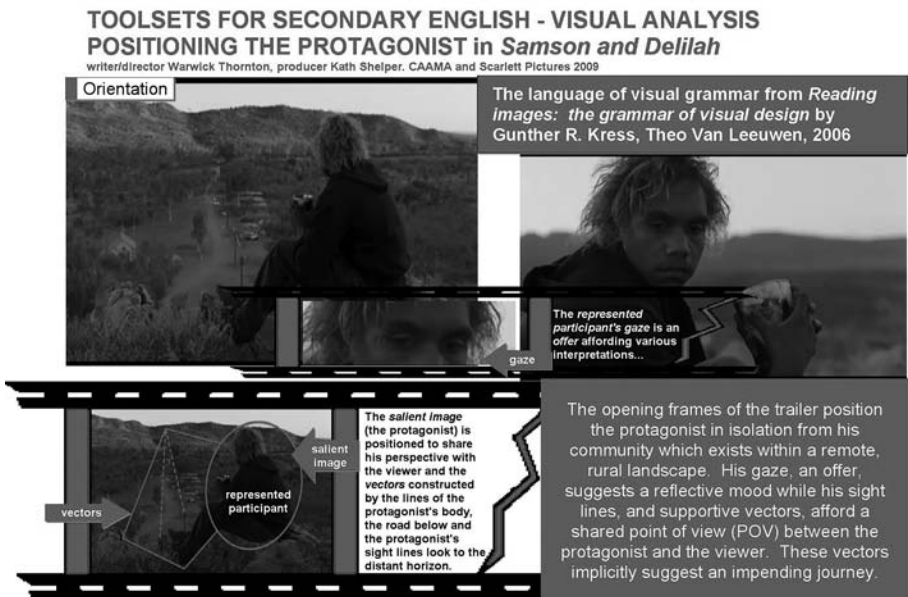 TOOLSETS FOR SECONDARY ENGLISH - VISUAL ANALYSIS
POSITIONING THE PROTAGONIST in Samson and Delilah
writer/director Warwick Thornton, producer Kath Shelper. CAAMA and Scarlett Pictures 2009
Orientation
The language of visual grammar from Reading
images: the grammar of visual design by
Gunther R. Kress, Theo Van Leeuwen, 2006
The represented
participant's gaze is an
offer affording various
interpretations...
gaze
The salient image
(the protagonist) is
positioned to share
his perspective with
the viewer and the
vectors constructed
by the lines of the
protagonist's body,
the road below and
the protagonist's
sight lines look to the
distant horizon.
salient
image
represented
participant
vectors
The opening frames of the trailer position
the protagonist in isolation from his
community which exists within a remote,
rural landscape. His gaze, an offer,
suggests a reflective mood while his sight
lines, and supportive vectors, afford a
shared point of view (POV) between the
protagonist and the viewer. These vectors
implicitly suggest an impending journey.